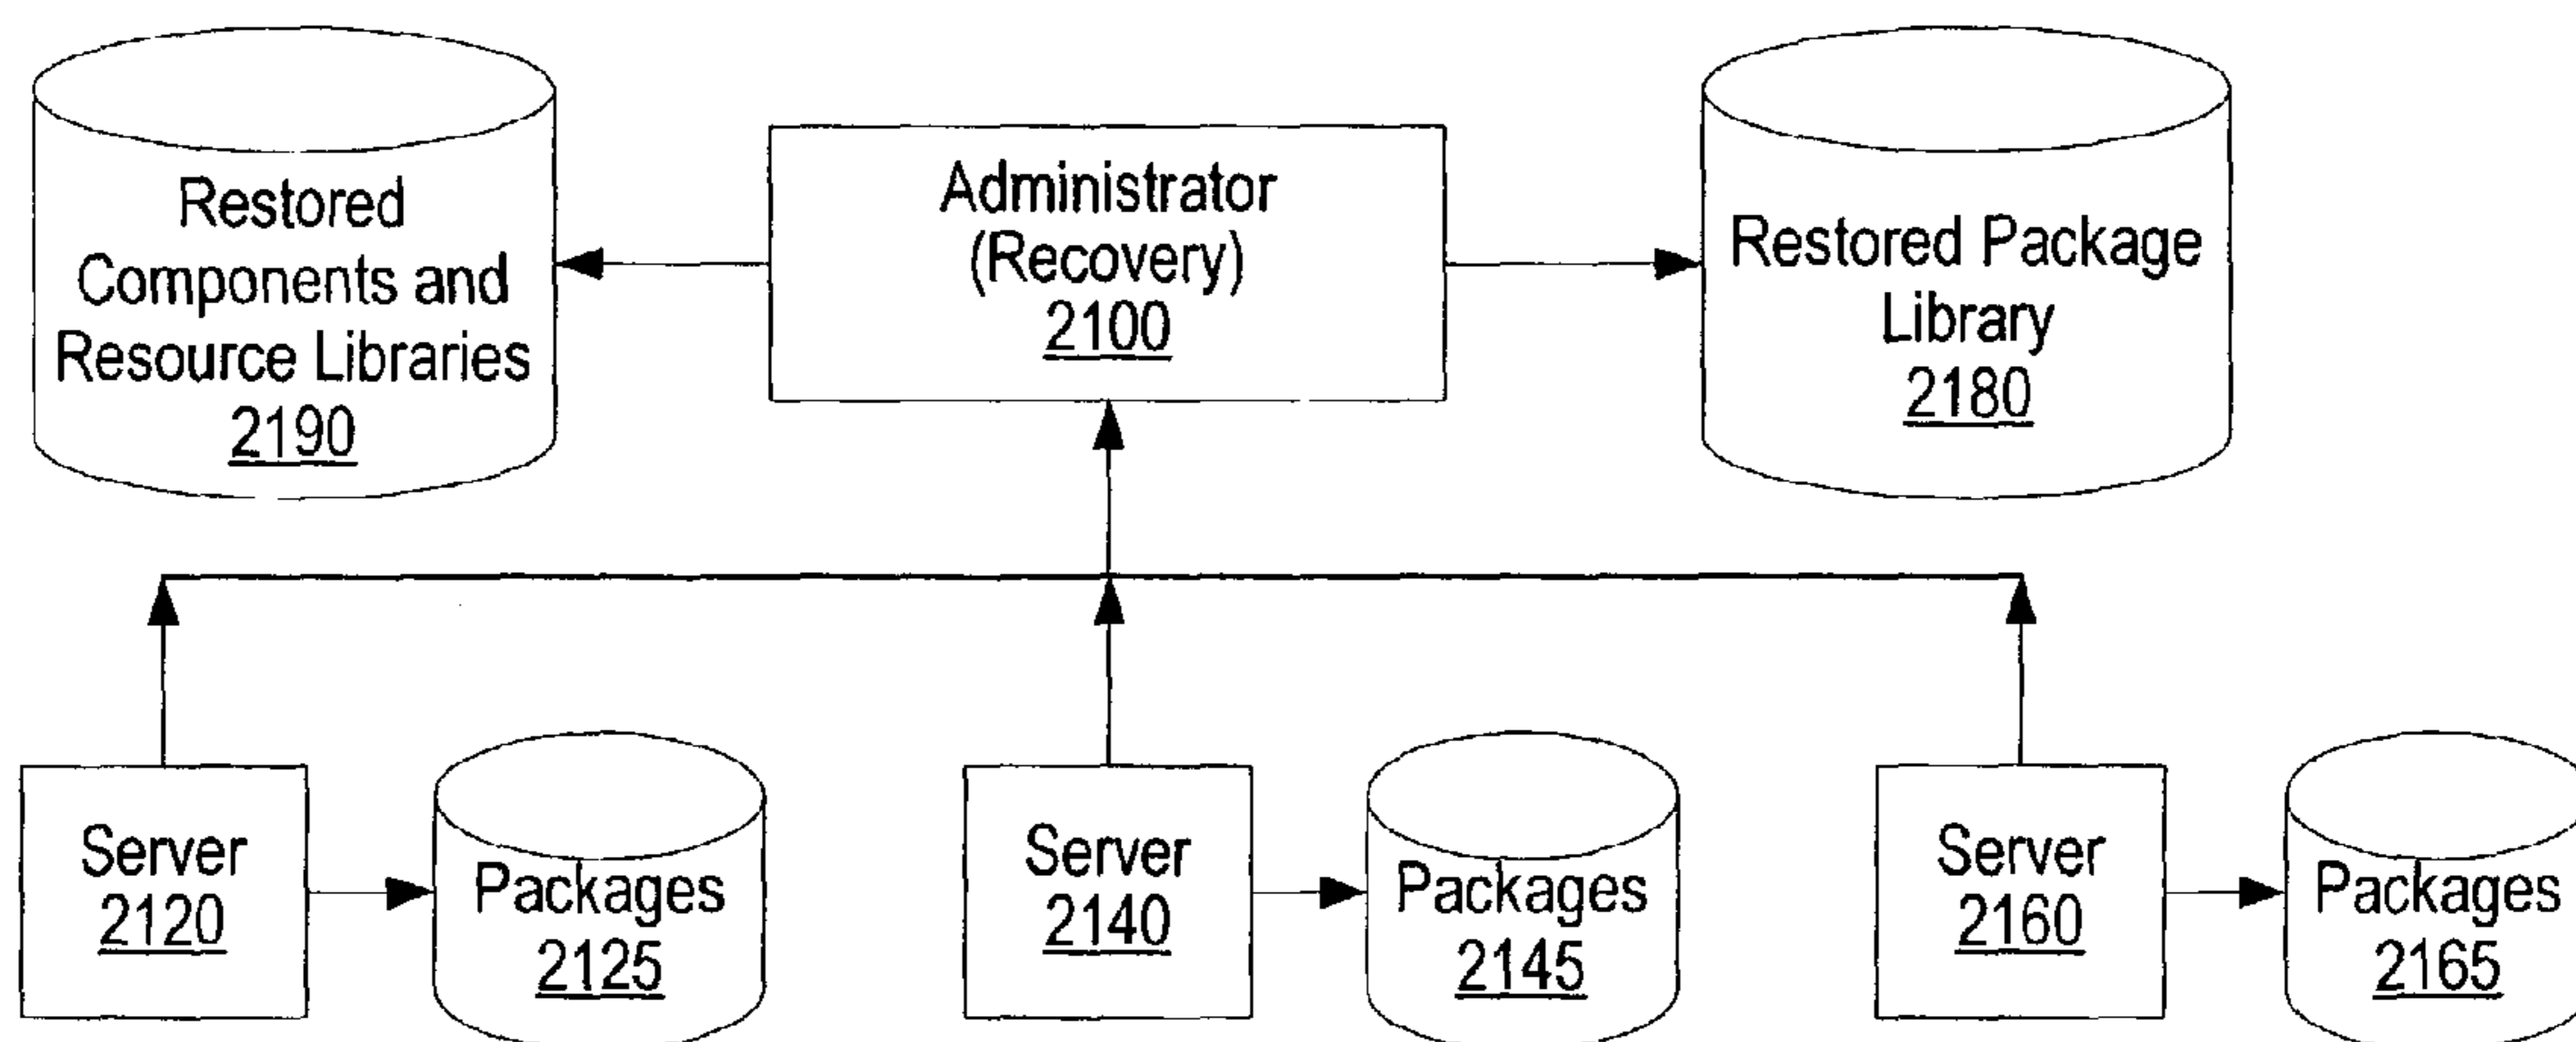 Restored
Components and
Resource Libraries
2190
Administrator
(Recovery)
2100
Restored Package
Library
2180
Server
2120
Packages
2125
Server
2140
Packages
2145
Server
2160
Packages
2165